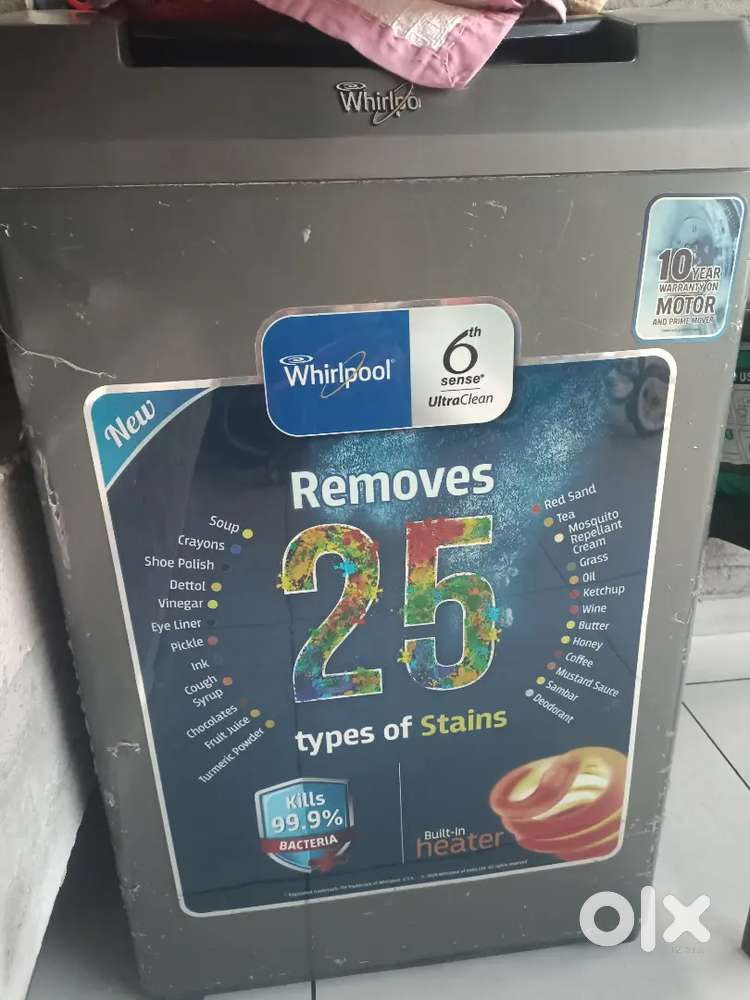 Whirlpo
10 YEAR
WARRANTY ON
MOTOR
AND PRIME MOVER
Whirlpool
6th
sense
UltraClean
New
Removes
25
types of Stains
Soup
Crayons
Shoe Polish
Dettol
Vinegar
Eye Liner
Pickle
Ink
Cough
Syrup
Chocolates
Fruit Juice
Turmeric Powder
Red Sand
Tea
Mosquito
Repellant
Cream
Grass
Oil
Ketchup
Wine
Butter
Honey
Coffee
Mustard Sauce
Sambar
Deodorant
Kills
99.9%
BACTERIA
Built-In
heater
olx